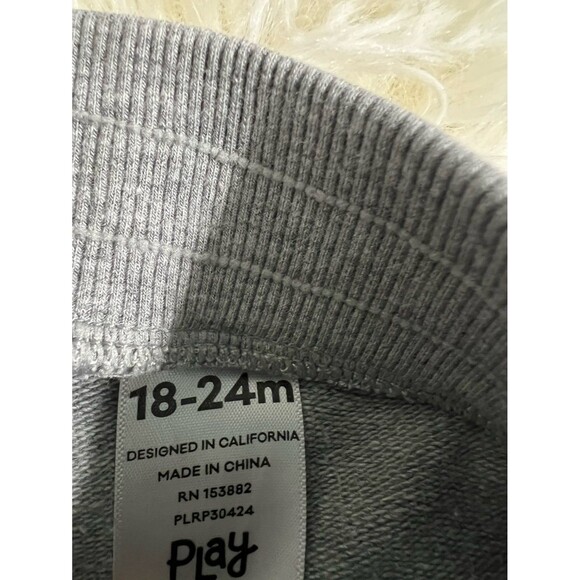 18-24m
DESIGNED IN CALIFORNIA
MADE IN CHINA
RN 153882
PLRP30424
PLay